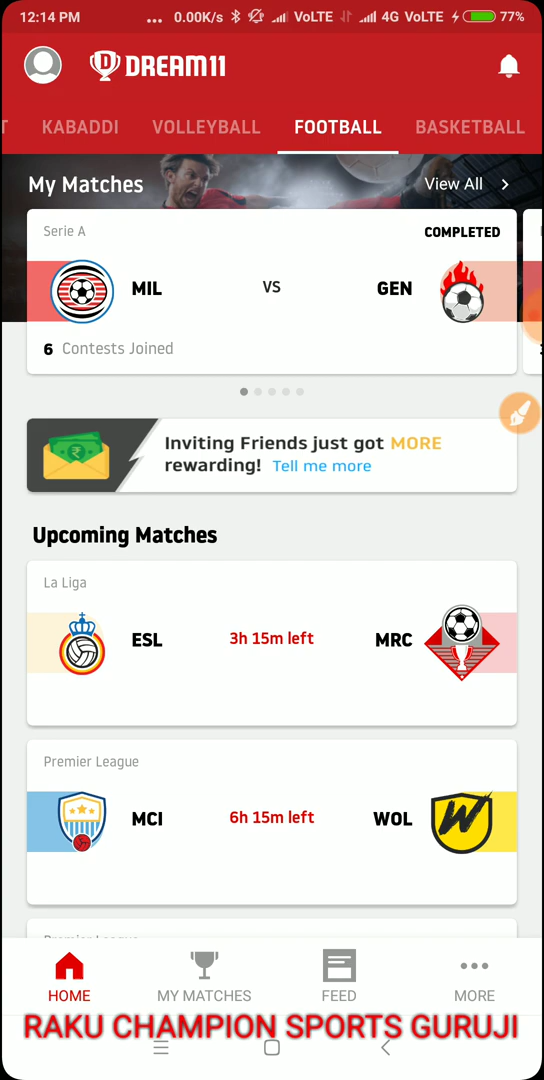 12:14 PM ... 0.00K/s VoLTE 4G VoLTE 77%
D DREAM11
T KABADDI VOLLEYBALL FOOTBALL BASKETBALL
My Matches View All >
Serie A COMPLETED
MIL VS GEN
6 Contests Joined
Inviting Friends just got MORE
rewarding! Tell me more
Upcoming Matches
La Liga
ESL 3h 15m left MRC
Premier League
MCI 6h 15m left WOL W
Premier League
HOME MY MATCHES FEED MORE
RAKU CHAMPION SPORTS GURUJI